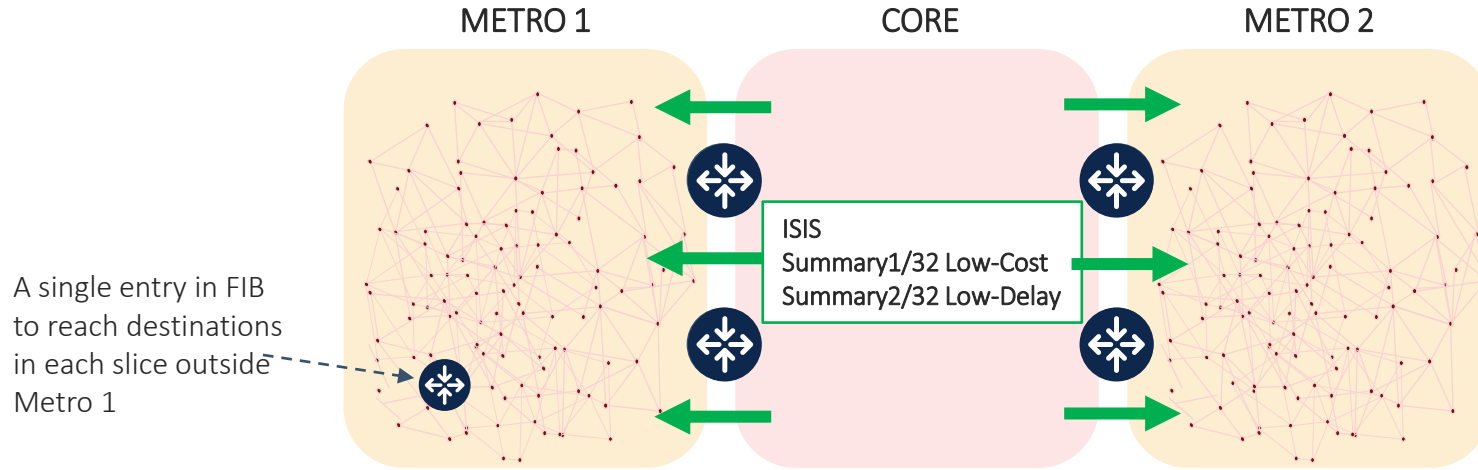 METRO 1
CORE
METRO 2
ISIS
Summary1/32 Low-Cost
Summary2/32 Low-Delay
A single entry in FIB
to reach destinations
in each slice outside
Metro 1